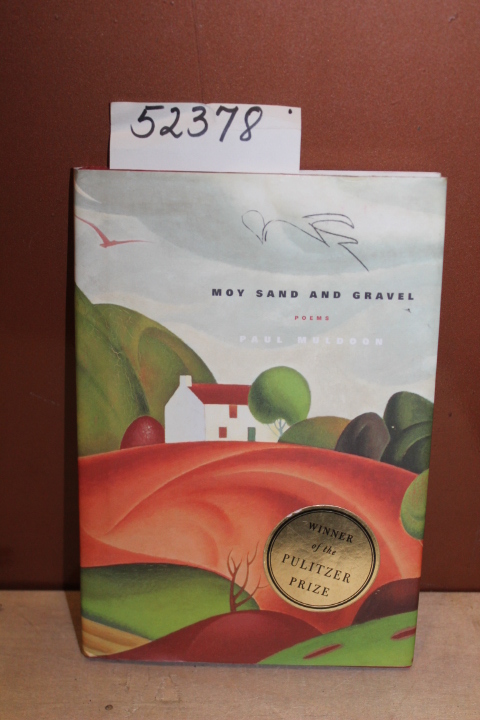 52378
MOY SAND AND GRAVEL
POEMS
PAUL MULDOON
WINNER
of the
PULITZER
PRIZE